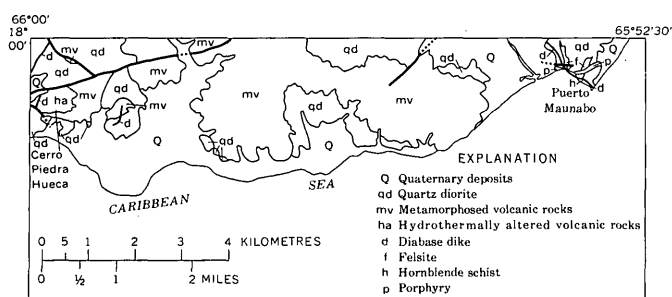 66°00'
18°
00'
65°52'30"
d
mv
qd
mv
qd
mv
qd
qd
Q
d
qd
Q
qd
mv
f
p
p
Q
d
ha
mv
qd
mv
d
mv
qd
mv
h
d
Puerto
Maunabo
qd
qd
Cerro
Piedra
Hueca
Q
qd
Q
CARIBBEAN
SEA
EXPLANATION
Q Quaternary deposits
qd Quartz diorite
mv Metamorphosed volcanic rocks
ha Hydrothermally altered volcanic rocks
d Diabase dike
f Felsite
h Hornblende schist
p Porphyry
0 5 1 2 3 4 KILOMETRES
0 ½ 1 2 MILES